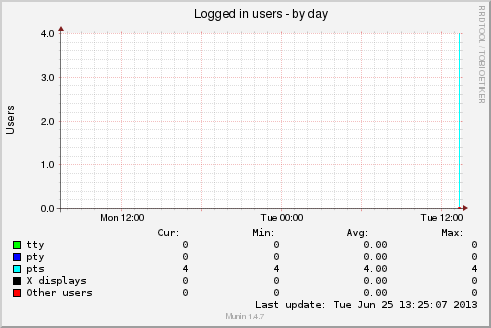 Logged in users - by day
RRDTOOL / TOBI OETIKER
Users
4.0
3.0
2.0
1.0
0.0
Mon 12:00 Tue 00:00 Tue 12:00
Cur: Min: Avg: Max:
tty 0 0 0.00 0
pty 0 0 0.00 0
pts 4 4 4.00 4
X displays 0 0 0.00 0
Other users 0 0 0.00 0
Last update: Tue Jun 25 13:25:07 2013
Munin 1.4.7